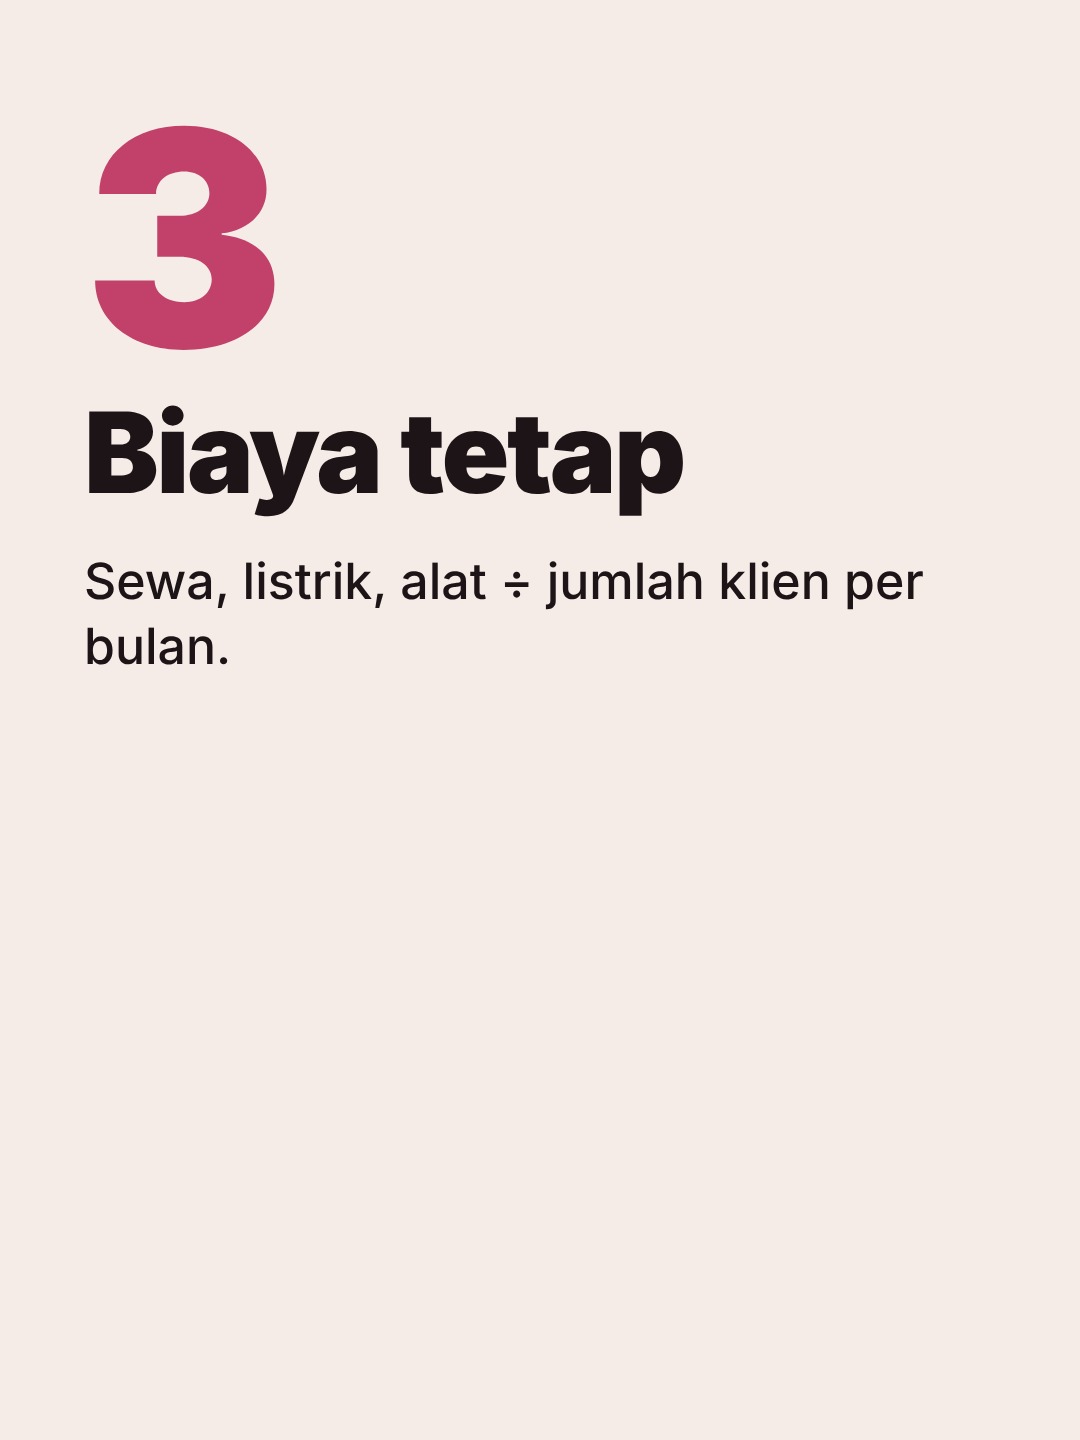 3
Biaya tetap
Sewa, listrik, alat ÷ jumlah klien per
bulan.